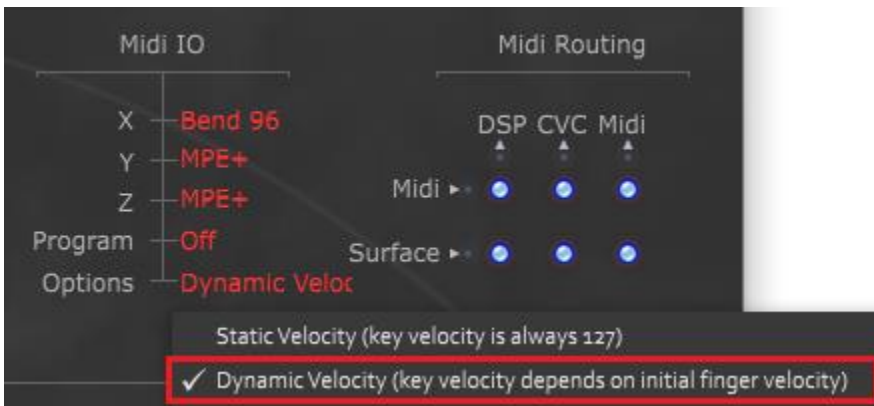 Midi IO
Midi Routing
X Bend 96
Y MPE+
Z MPE+
Program Off
Options Dynamic Veloc
DSP CVC Midi
Midi
Surface
Static Velocity (key velocity is always 127)
✓ Dynamic Velocity (key velocity depends on initial finger velocity)